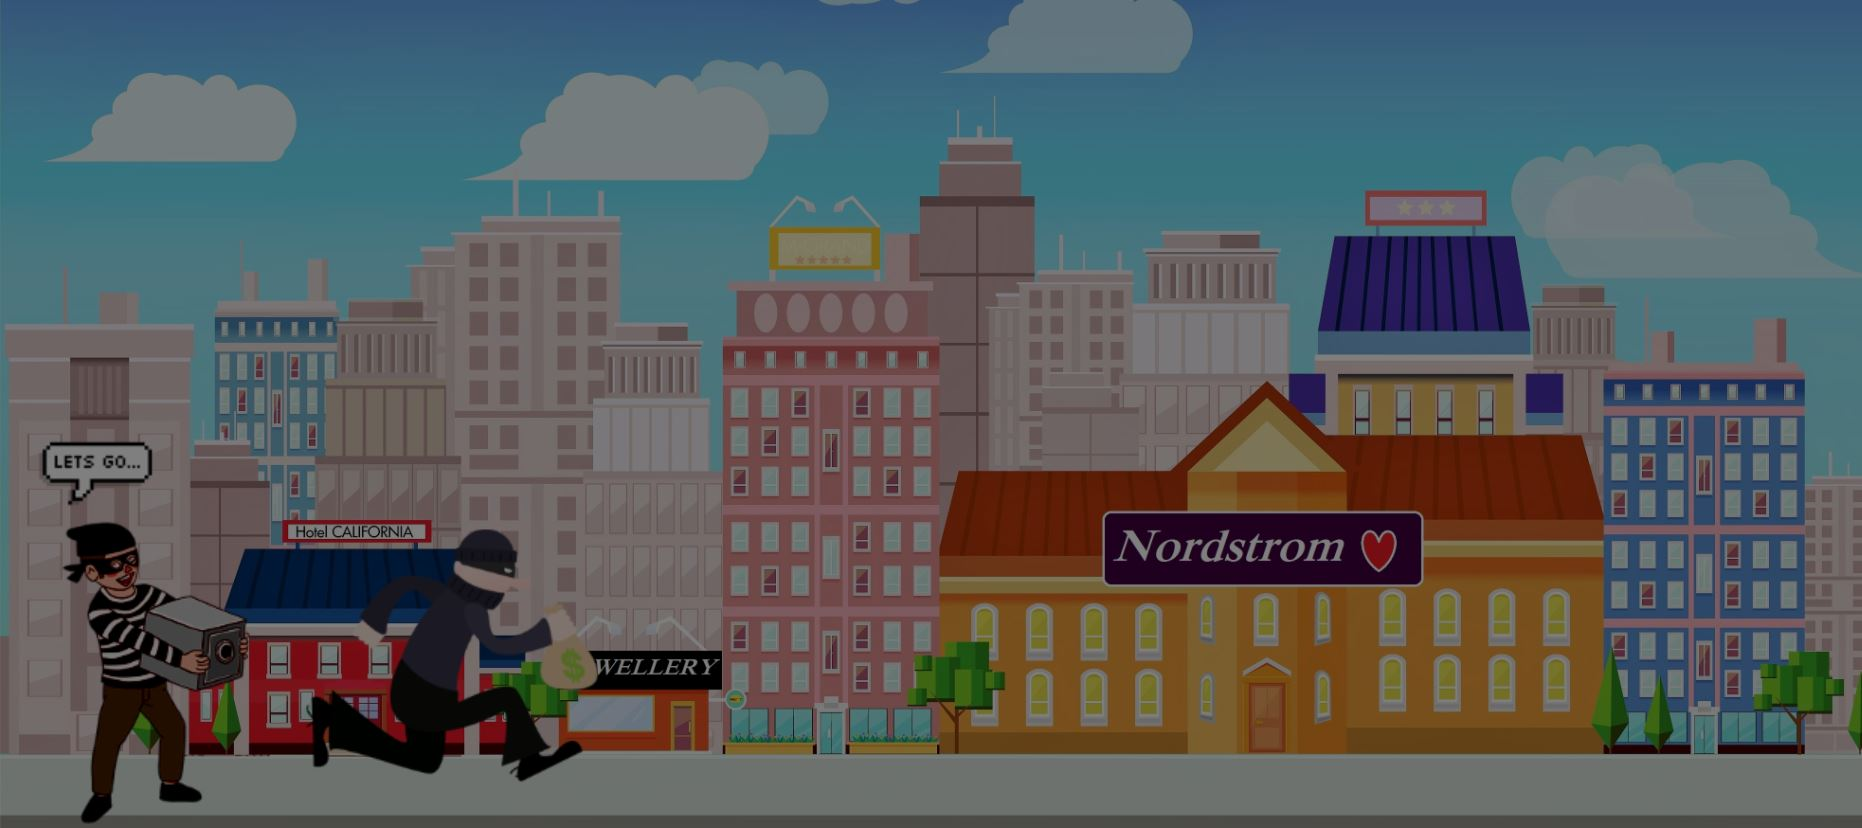 LETS GO...
Hotel CALIFORNIA
WELLERY
$
Nordstrom